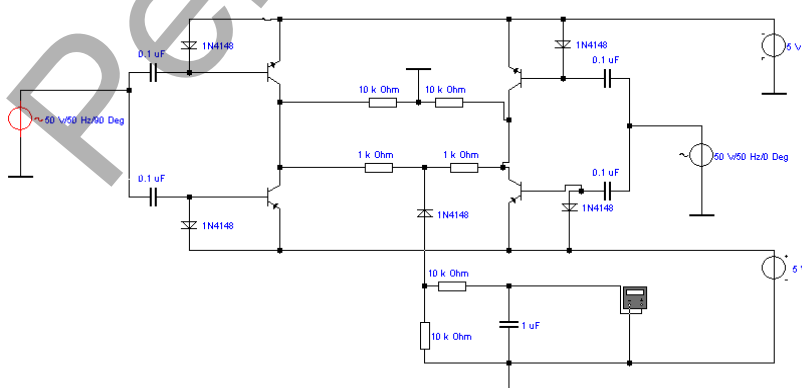 Pe
5 V
1N4148
1N4148
0.1 uF
0.1 uF
10 k Ohm
10 k Ohm
50 V/50 Hz/90 Deg
1 k Ohm
1 k Ohm
50 V/50 Hz/0 Deg
0.1 uF
0.1 uF
1N4148
1N4148
1N4148
5 V
10 k Ohm
1 uF
10 k Ohm